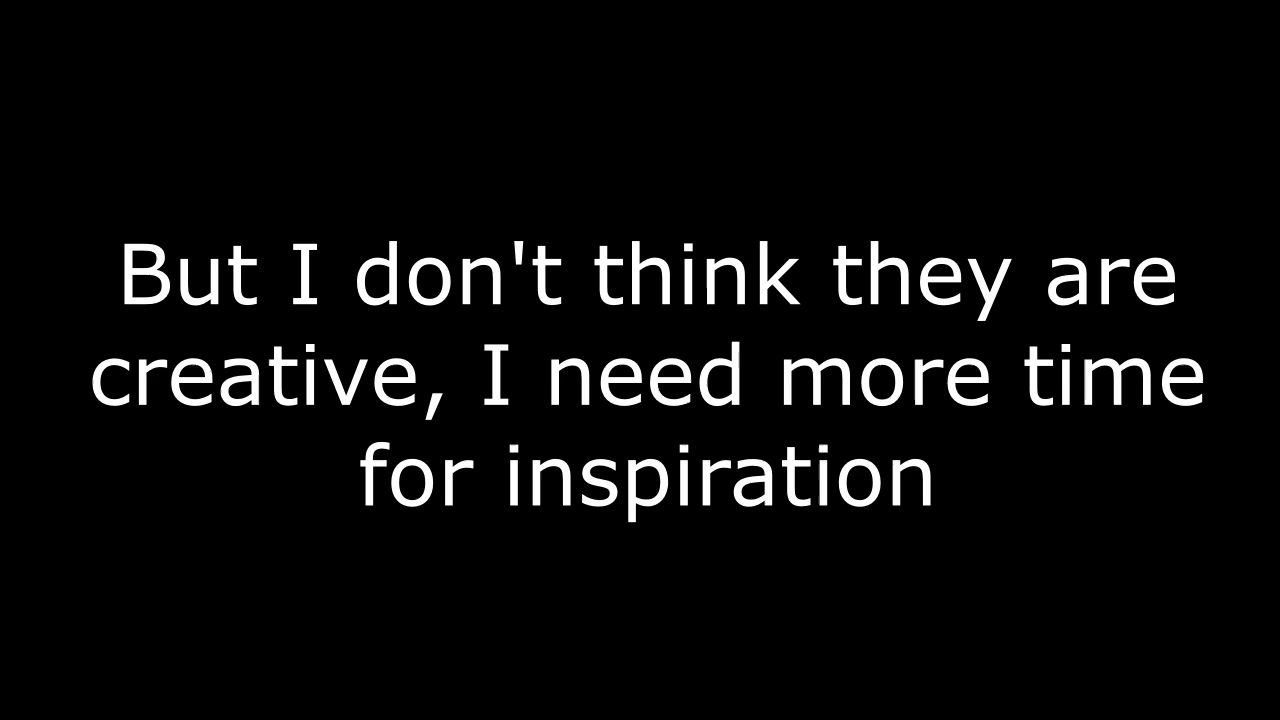 But I don't think they are
creative, I need more time
for inspiration